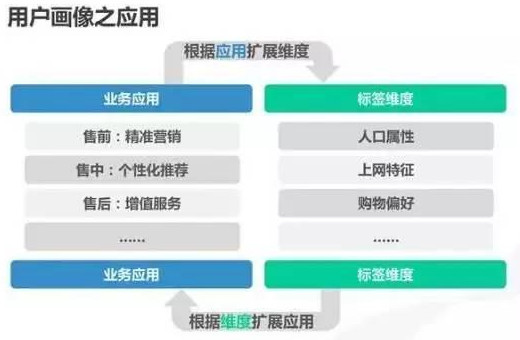 用户画像之应用
根据应用扩展维度
业务应用
标签维度
售前：精准营销
人口属性
售中：个性化推荐
上网特征
售后：增值服务
购物偏好
......
......
业务应用
标签维度
根据维度扩展应用